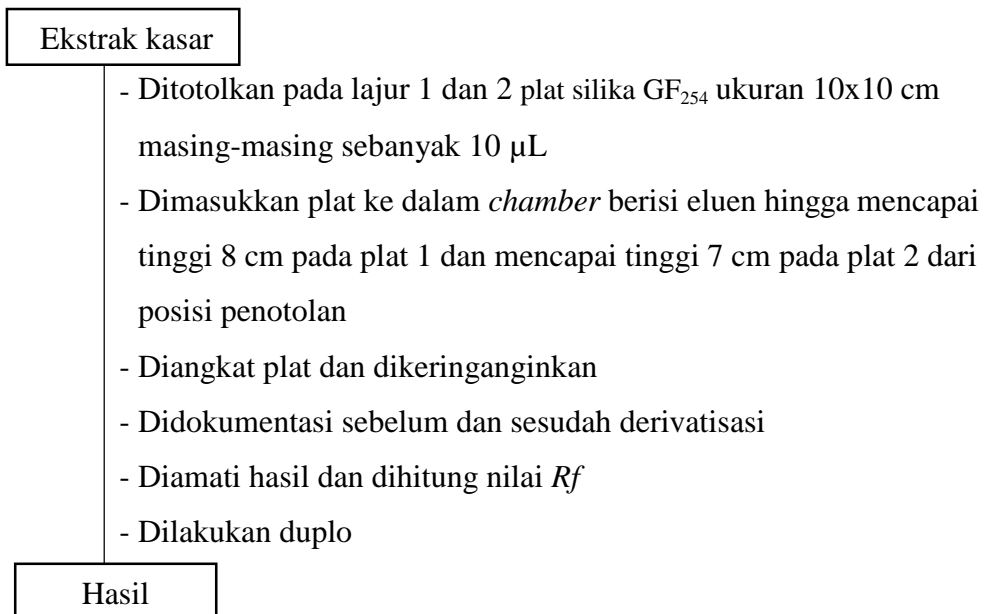 Ekstrak kasar
- Ditotolkan pada lajur 1 dan 2 plat silika GF254 ukuran 10x10 cm
masing-masing sebanyak 10 µL
- Dimasukkan plat ke dalam chamber berisi eluen hingga mencapai
tinggi 8 cm pada plat 1 dan mencapai tinggi 7 cm pada plat 2 dari
posisi penotolan
- Diangkat plat dan dikeringanginkan
- Didokumentasi sebelum dan sesudah derivatisasi
- Diamati hasil dan dihitung nilai Rf
- Dilakukan duplo
Hasil